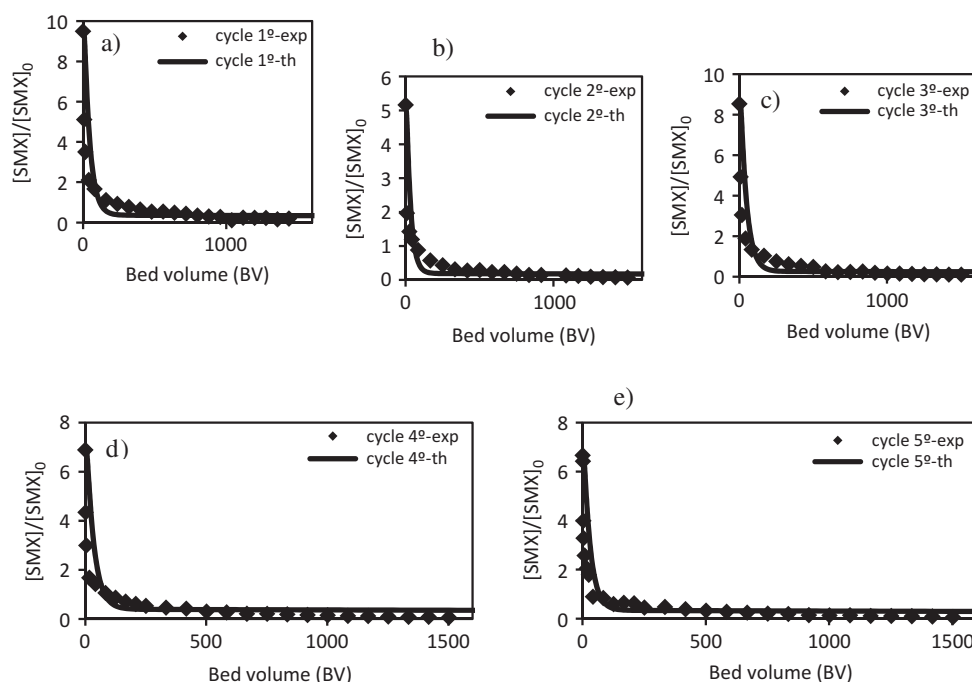 a)
cycle 1º-exp
cycle 1º-th
[SMX]/[SMX]0
10
8
6
4
2
0
0 1000
Bed volume (BV)
b)
cycle 2º-exp
cycle 2º-th
[SMX]/[SMX]0
6
5
4
3
2
1
0
0 1000
Bed volume (BV)
c)
cycle 3º-exp
cycle 3º-th
[SMX]/[SMX]0
10
8
6
4
2
0
0 1000
Bed volume (BV)
d)
cycle 4º-exp
cycle 4º-th
[SMX]/[SMX]0
8
6
4
2
0
0 500 1000 1500
Bed volume (BV)
e)
cycle 5º-exp
cycle 5º-th
[SMX]/[SMX]0
8
6
4
2
0
0 500 1000 1500
Bed volume (BV)